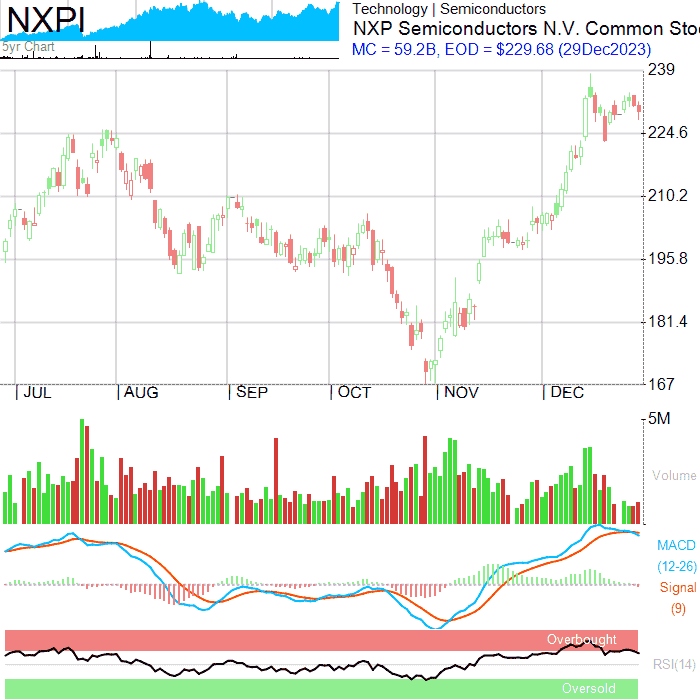 NXPI
5yr Chart
Technology | Semiconductors
NXP Semiconductors N.V. Common Stoc
MC = 59.2B, EOD = $229.68 (29Dec2023)
239
224.6
210.2
195.8
181.4
167
JUL AUG SEP OCT NOV DEC
5M
Volume
MACD
(12-26)
Signal
(9)
Overbought
RSI(14)
Oversold